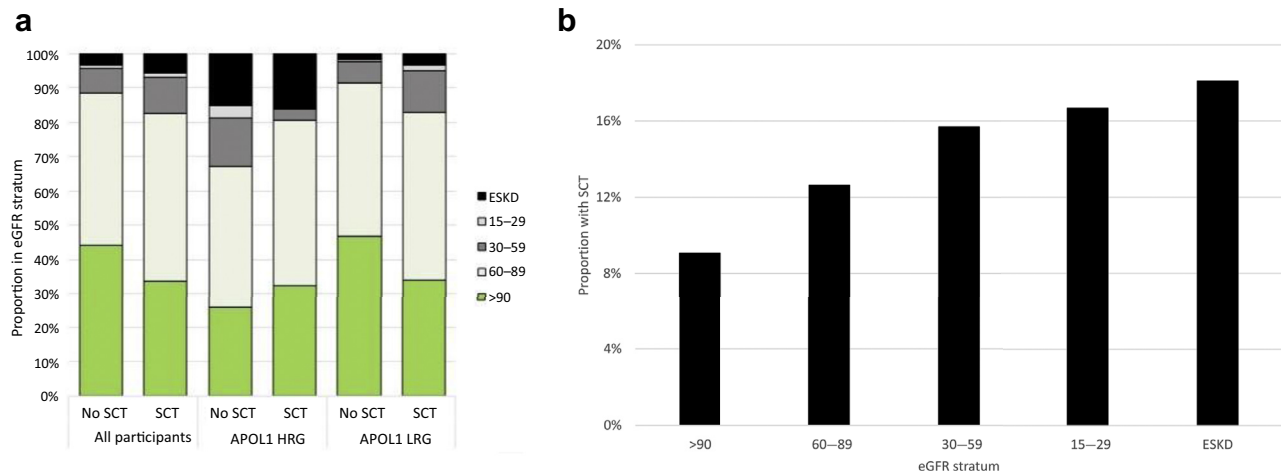 a
Proportion in eGFR stratum
100%
90%
80%
70%
60%
50%
40%
30%
20%
10%
0%
No SCT SCT No SCT SCT No SCT SCT
All participants APOL1 HRG APOL1 LRG
ESKD
15–29
30–59
60–89
>90
b
Proportion with SCT
20%
16%
12%
8%
4%
0%
>90 60—89 30—59 15—29 ESKD
eGFR stratum